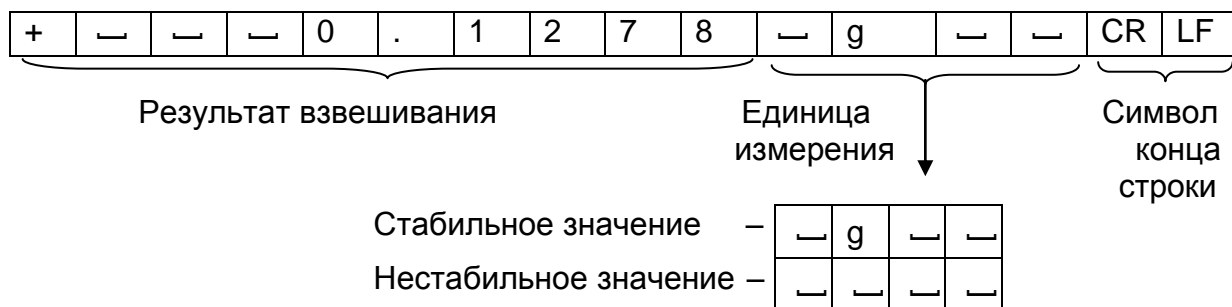 + ⎵ ⎵ ⎵ 0 . 1 2 7 8 ⎵ g ⎵ ⎵ CR LF
Результат взвешивания
Единица
измерения
Символ
конца
строки
Стабильное значение – ⎵ g ⎵ ⎵
Нестабильное значение – ⎵ ⎵ ⎵ ⎵